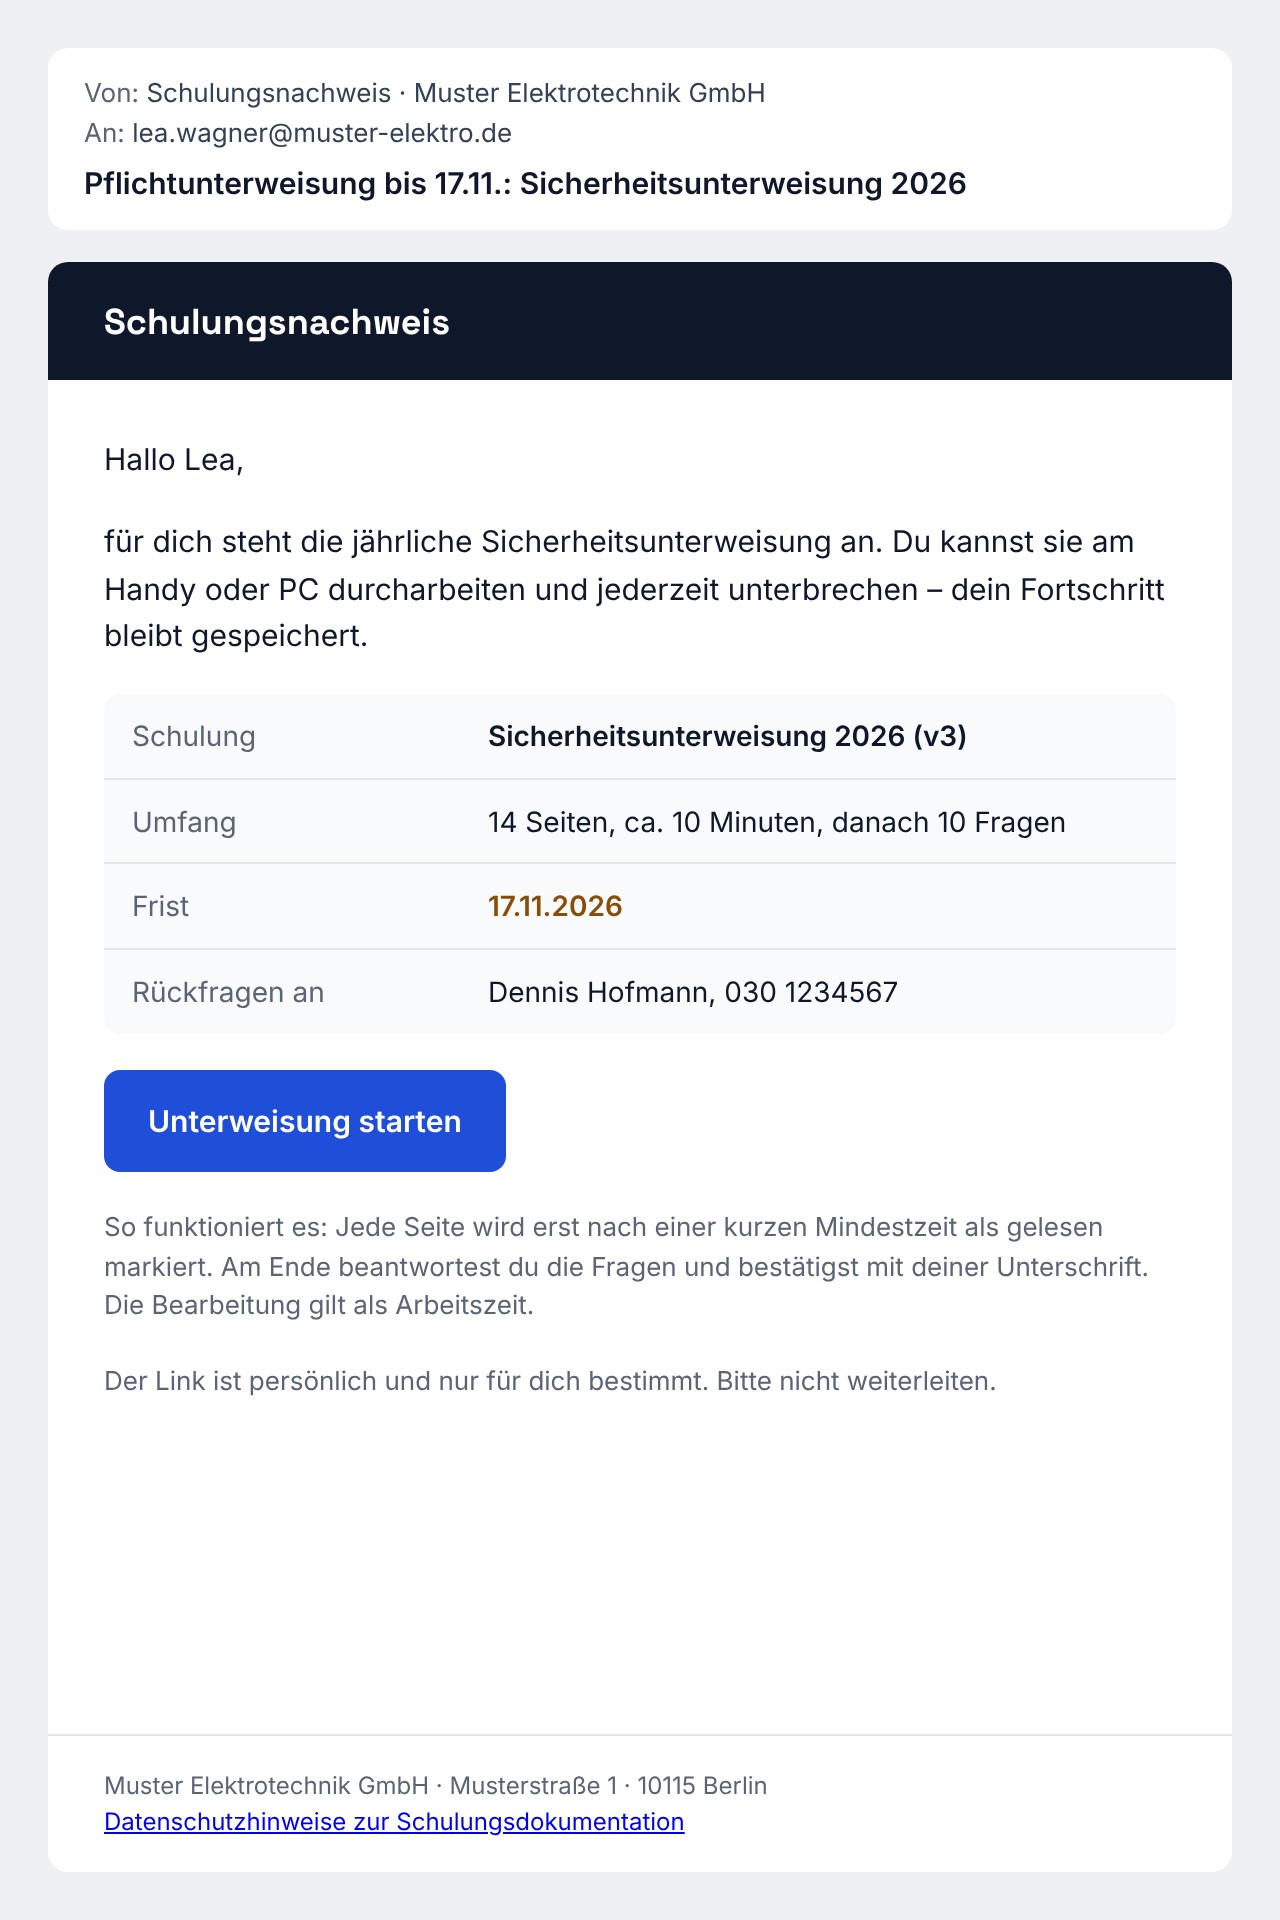 Von: Schulungsnachweis · Muster Elektrotechnik GmbH
An: lea.wagner@muster-elektro.de
Pflichtunterweisung bis 17.11.: Sicherheitsunterweisung 2026
Schulungsnachweis
Hallo Lea,
für dich steht die jährliche Sicherheitsunterweisung an. Du kannst sie am
Handy oder PC durcharbeiten und jederzeit unterbrechen – dein Fortschritt
bleibt gespeichert.
Schulung Sicherheitsunterweisung 2026 (v3)
Umfang 14 Seiten, ca. 10 Minuten, danach 10 Fragen
Frist 17.11.2026
Rückfragen an Dennis Hofmann, 030 1234567
Unterweisung starten
So funktioniert es: Jede Seite wird erst nach einer kurzen Mindestzeit als gelesen
markiert. Am Ende beantwortest du die Fragen und bestätigst mit deiner Unterschrift.
Die Bearbeitung gilt als Arbeitszeit.
Der Link ist persönlich und nur für dich bestimmt. Bitte nicht weiterleiten.
Muster Elektrotechnik GmbH · Musterstraße 1 · 10115 Berlin
Datenschutzhinweise zur Schulungsdokumentation